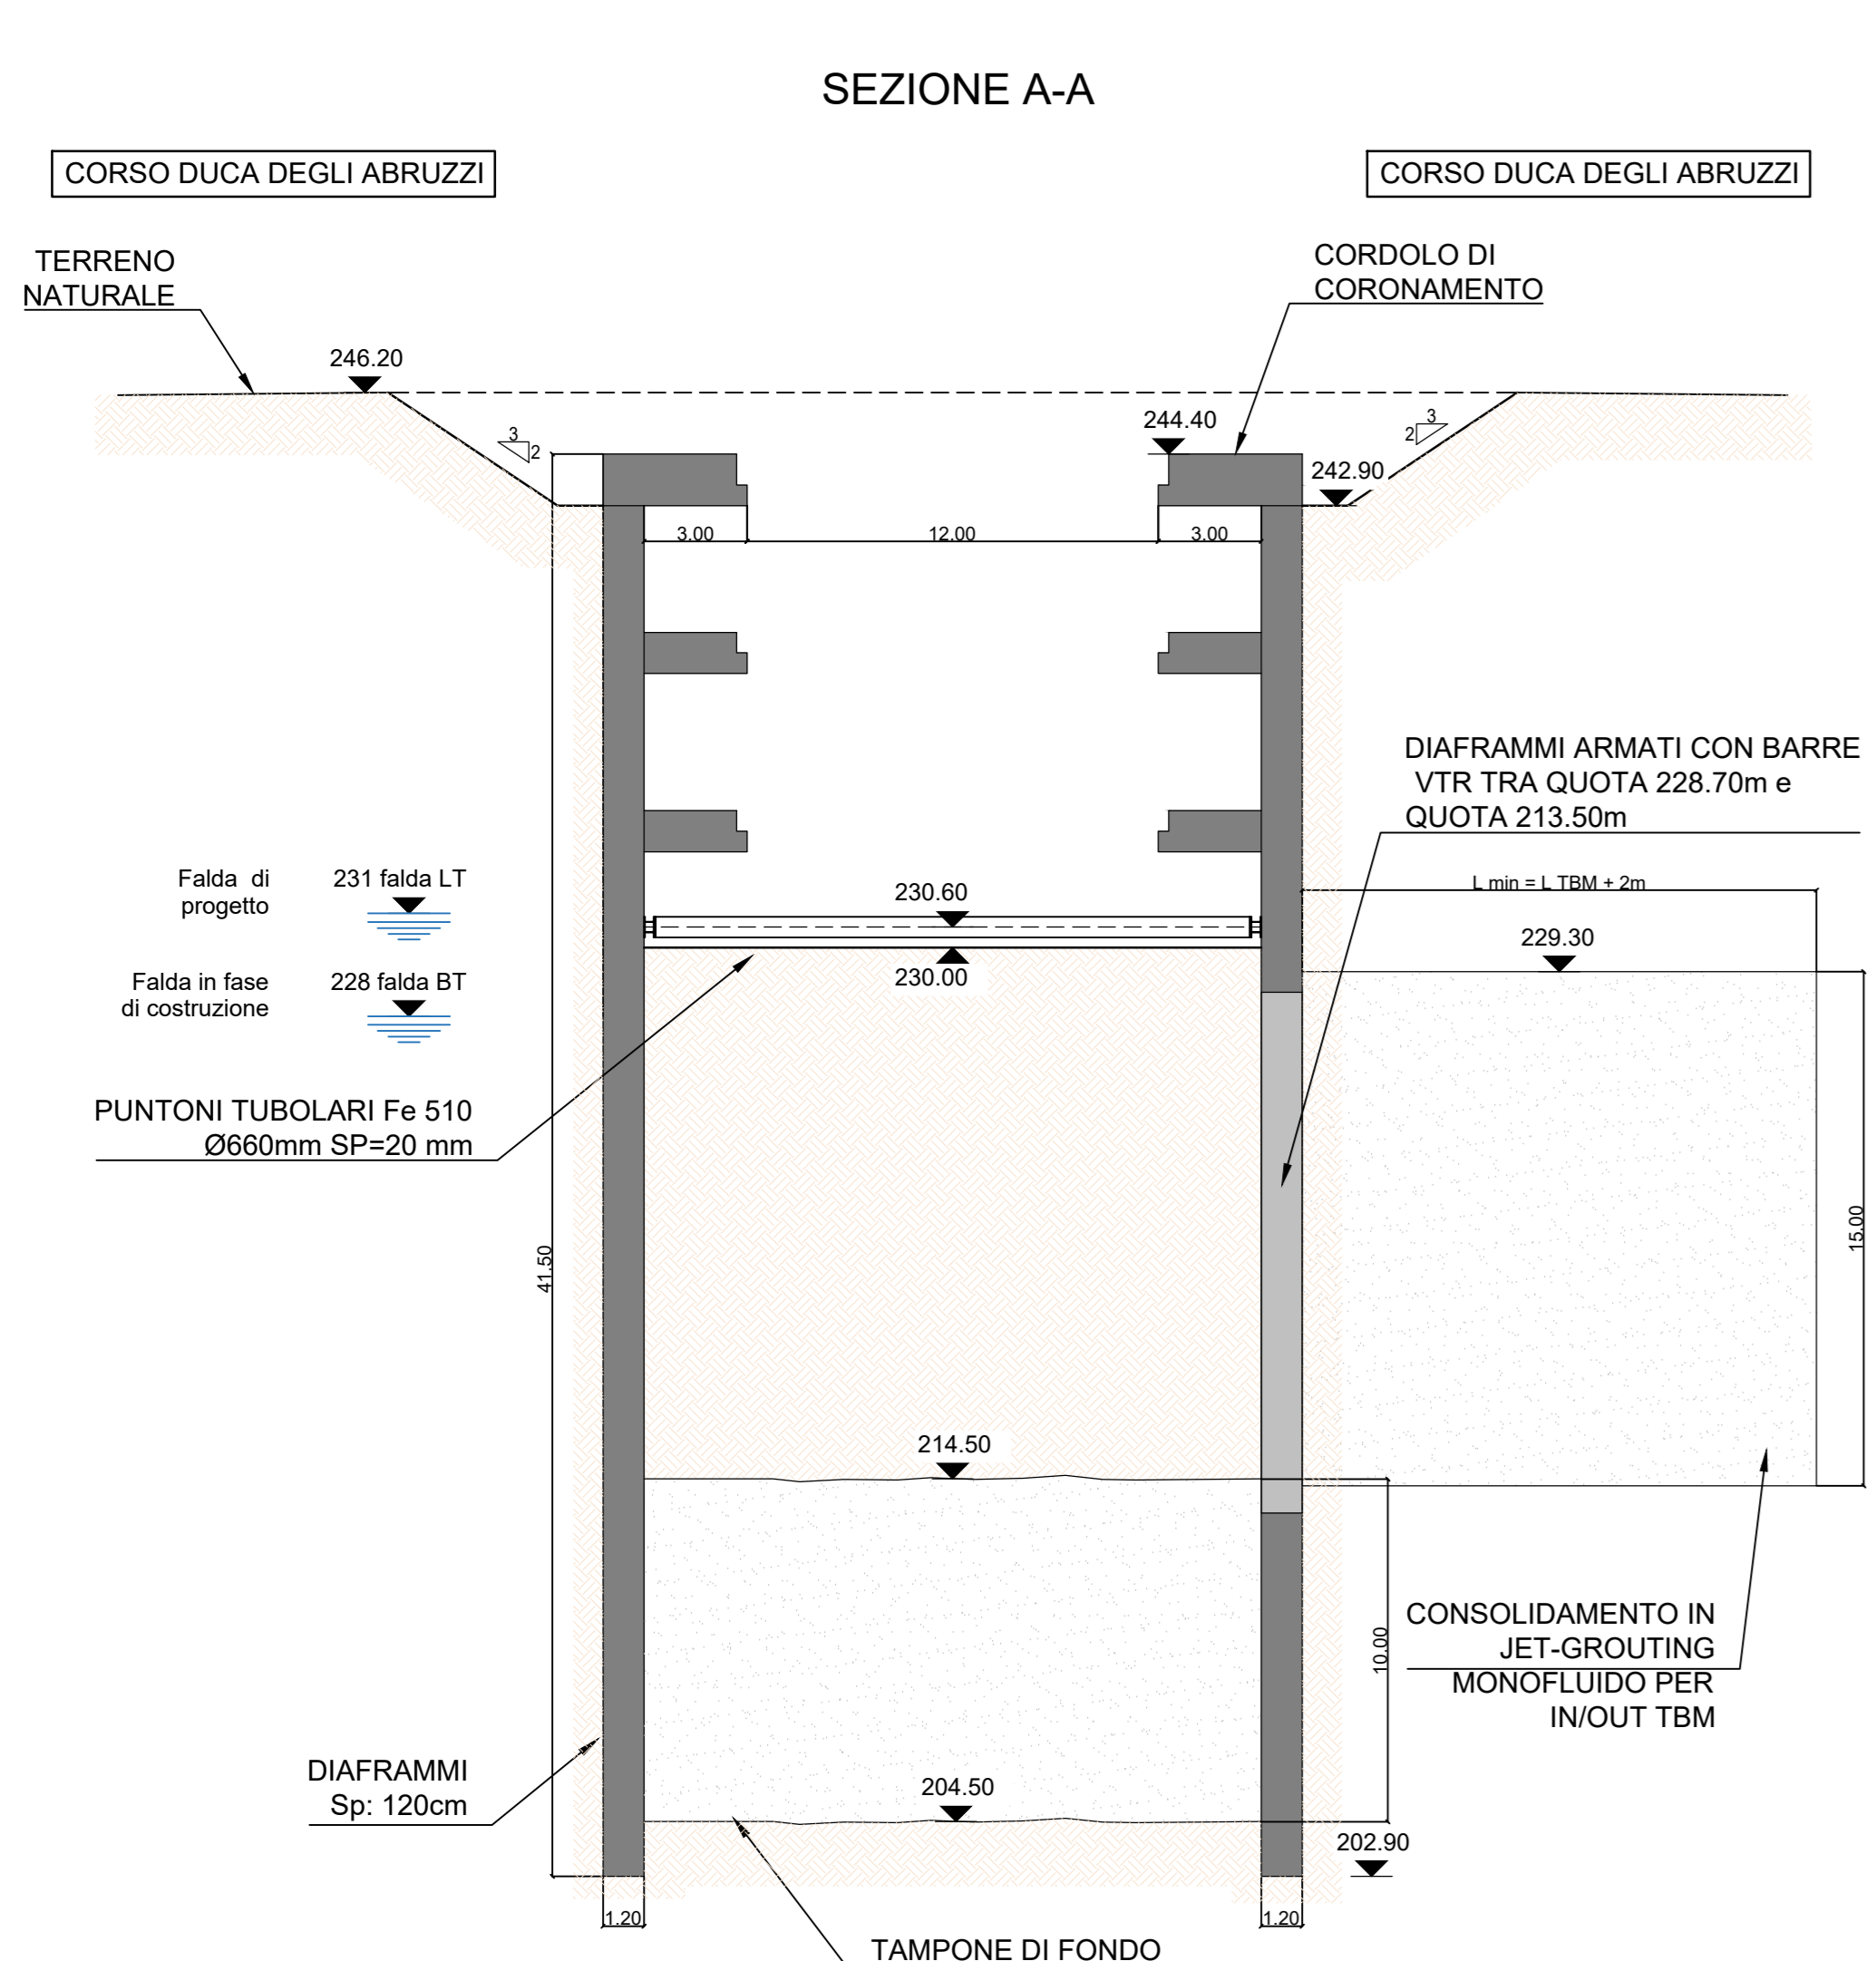 SEZIONE A-A
CORSO DUCA DEGLI ABRUZZI
CORSO DUCA DEGLI ABRUZZI
TERRENO
NATURALE
CORDOLO DI
CORONAMENTO
246.20
244.40
242.90
3
2
3
2
3.00
12.00
3.00
DIAFRAMMI ARMATI CON BARRE
VTR TRA QUOTA 228.70m e
QUOTA 213.50m
Falda di
progetto
231 falda LT
230.60
L min = L TBM + 2m
229.30
Falda in fase
di costruzione
228 falda BT
230.00
PUNTONI TUBOLARI Fe 510
Ø660mm SP=20 mm
41.50
15.00
214.50
10.00
CONSOLIDAMENTO IN
JET-GROUTING
MONOFLUIDO PER
IN/OUT TBM
DIAFRAMMI
Sp: 120cm
204.50
202.90
1.20
1.20
TAMPONE DI FONDO